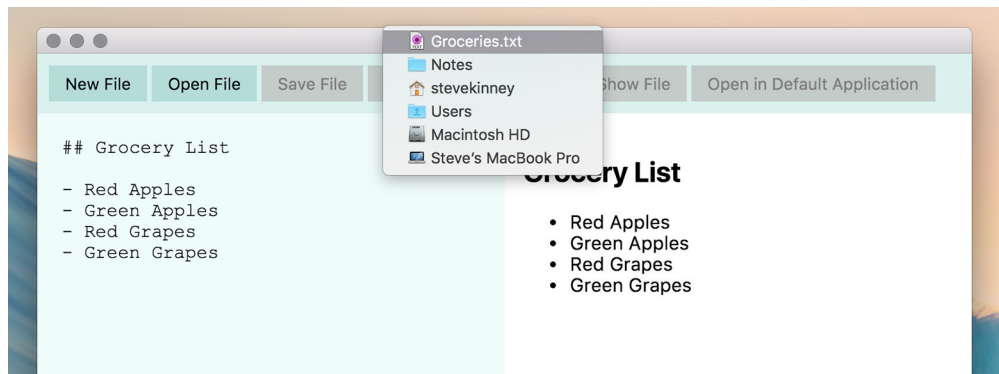 Groceries.txt
Notes
stevekinney
Users
Macintosh HD
Steve's MacBook Pro
New File Open File Save File Show File Open in Default Application
## Grocery List
- Red Apples
- Green Apples
- Red Grapes
- Green Grapes
Grocery List
• Red Apples
• Green Apples
• Red Grapes
• Green Grapes